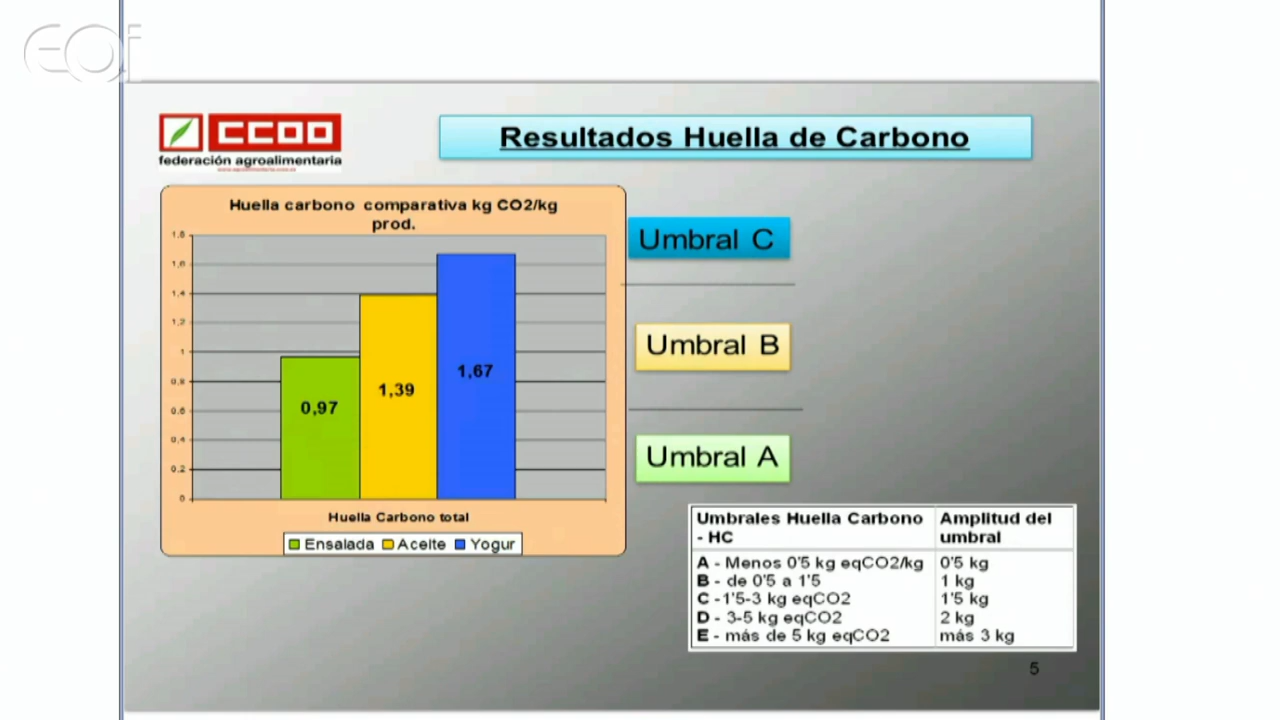 eoi
CCOO
federación agroalimentaria
Resultados Huella de Carbono
Huella carbono comparativa kg CO2/kg
prod.
1,8
1,6
1,4
1,2
1
0,8
0,6
0,4
0,2
0
0,97
1,39
1,67
Huella Carbono total
Ensalada Aceite Yogur
Umbral C
Umbral B
Umbral A
Umbrales Huella Carbono - HC Amplitud del umbral
A - Menos 0'5 kg eqCO2/kg 0'5 kg
B - de 0'5 a 1'5 1 kg
C -1'5-3 kg eqCO2 1'5 kg
D - 3-5 kg eqCO2 2 kg
E - más de 5 kg eqCO2 más 3 kg
5